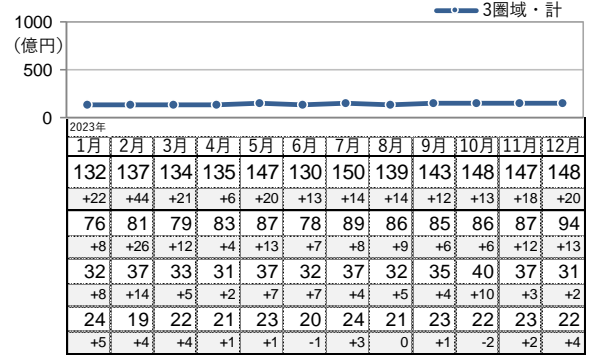 3圏域・計
1000
(億円)
500
0
2023年
1月 2月 3月 4月 5月 6月 7月 8月 9月 10月 11月 12月
132 137 134 135 147 130 150 139 143 148 147 148
+22 +44 +21 +6 +20 +13 +14 +14 +12 +13 +18 +20
76 81 79 83 87 78 89 86 85 86 87 94
+8 +26 +12 +4 +13 +7 +8 +9 +6 +6 +12 +13
32 37 33 31 37 32 37 32 35 40 37 31
+8 +14 +5 +2 +7 +7 +4 +5 +4 +10 +3 +2
24 19 22 21 23 20 24 21 23 22 23 22
+5 +4 +4 +1 +1 -1 +3 0 +1 -2 +2 +4